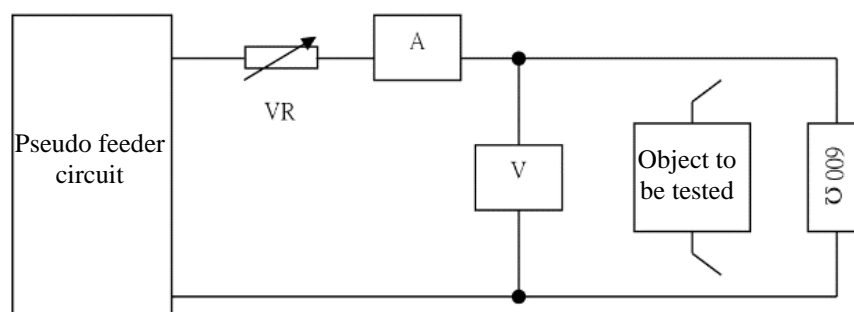 A
VR
Pseudo feeder
circuit
V
Object to
be tested
600 Ω